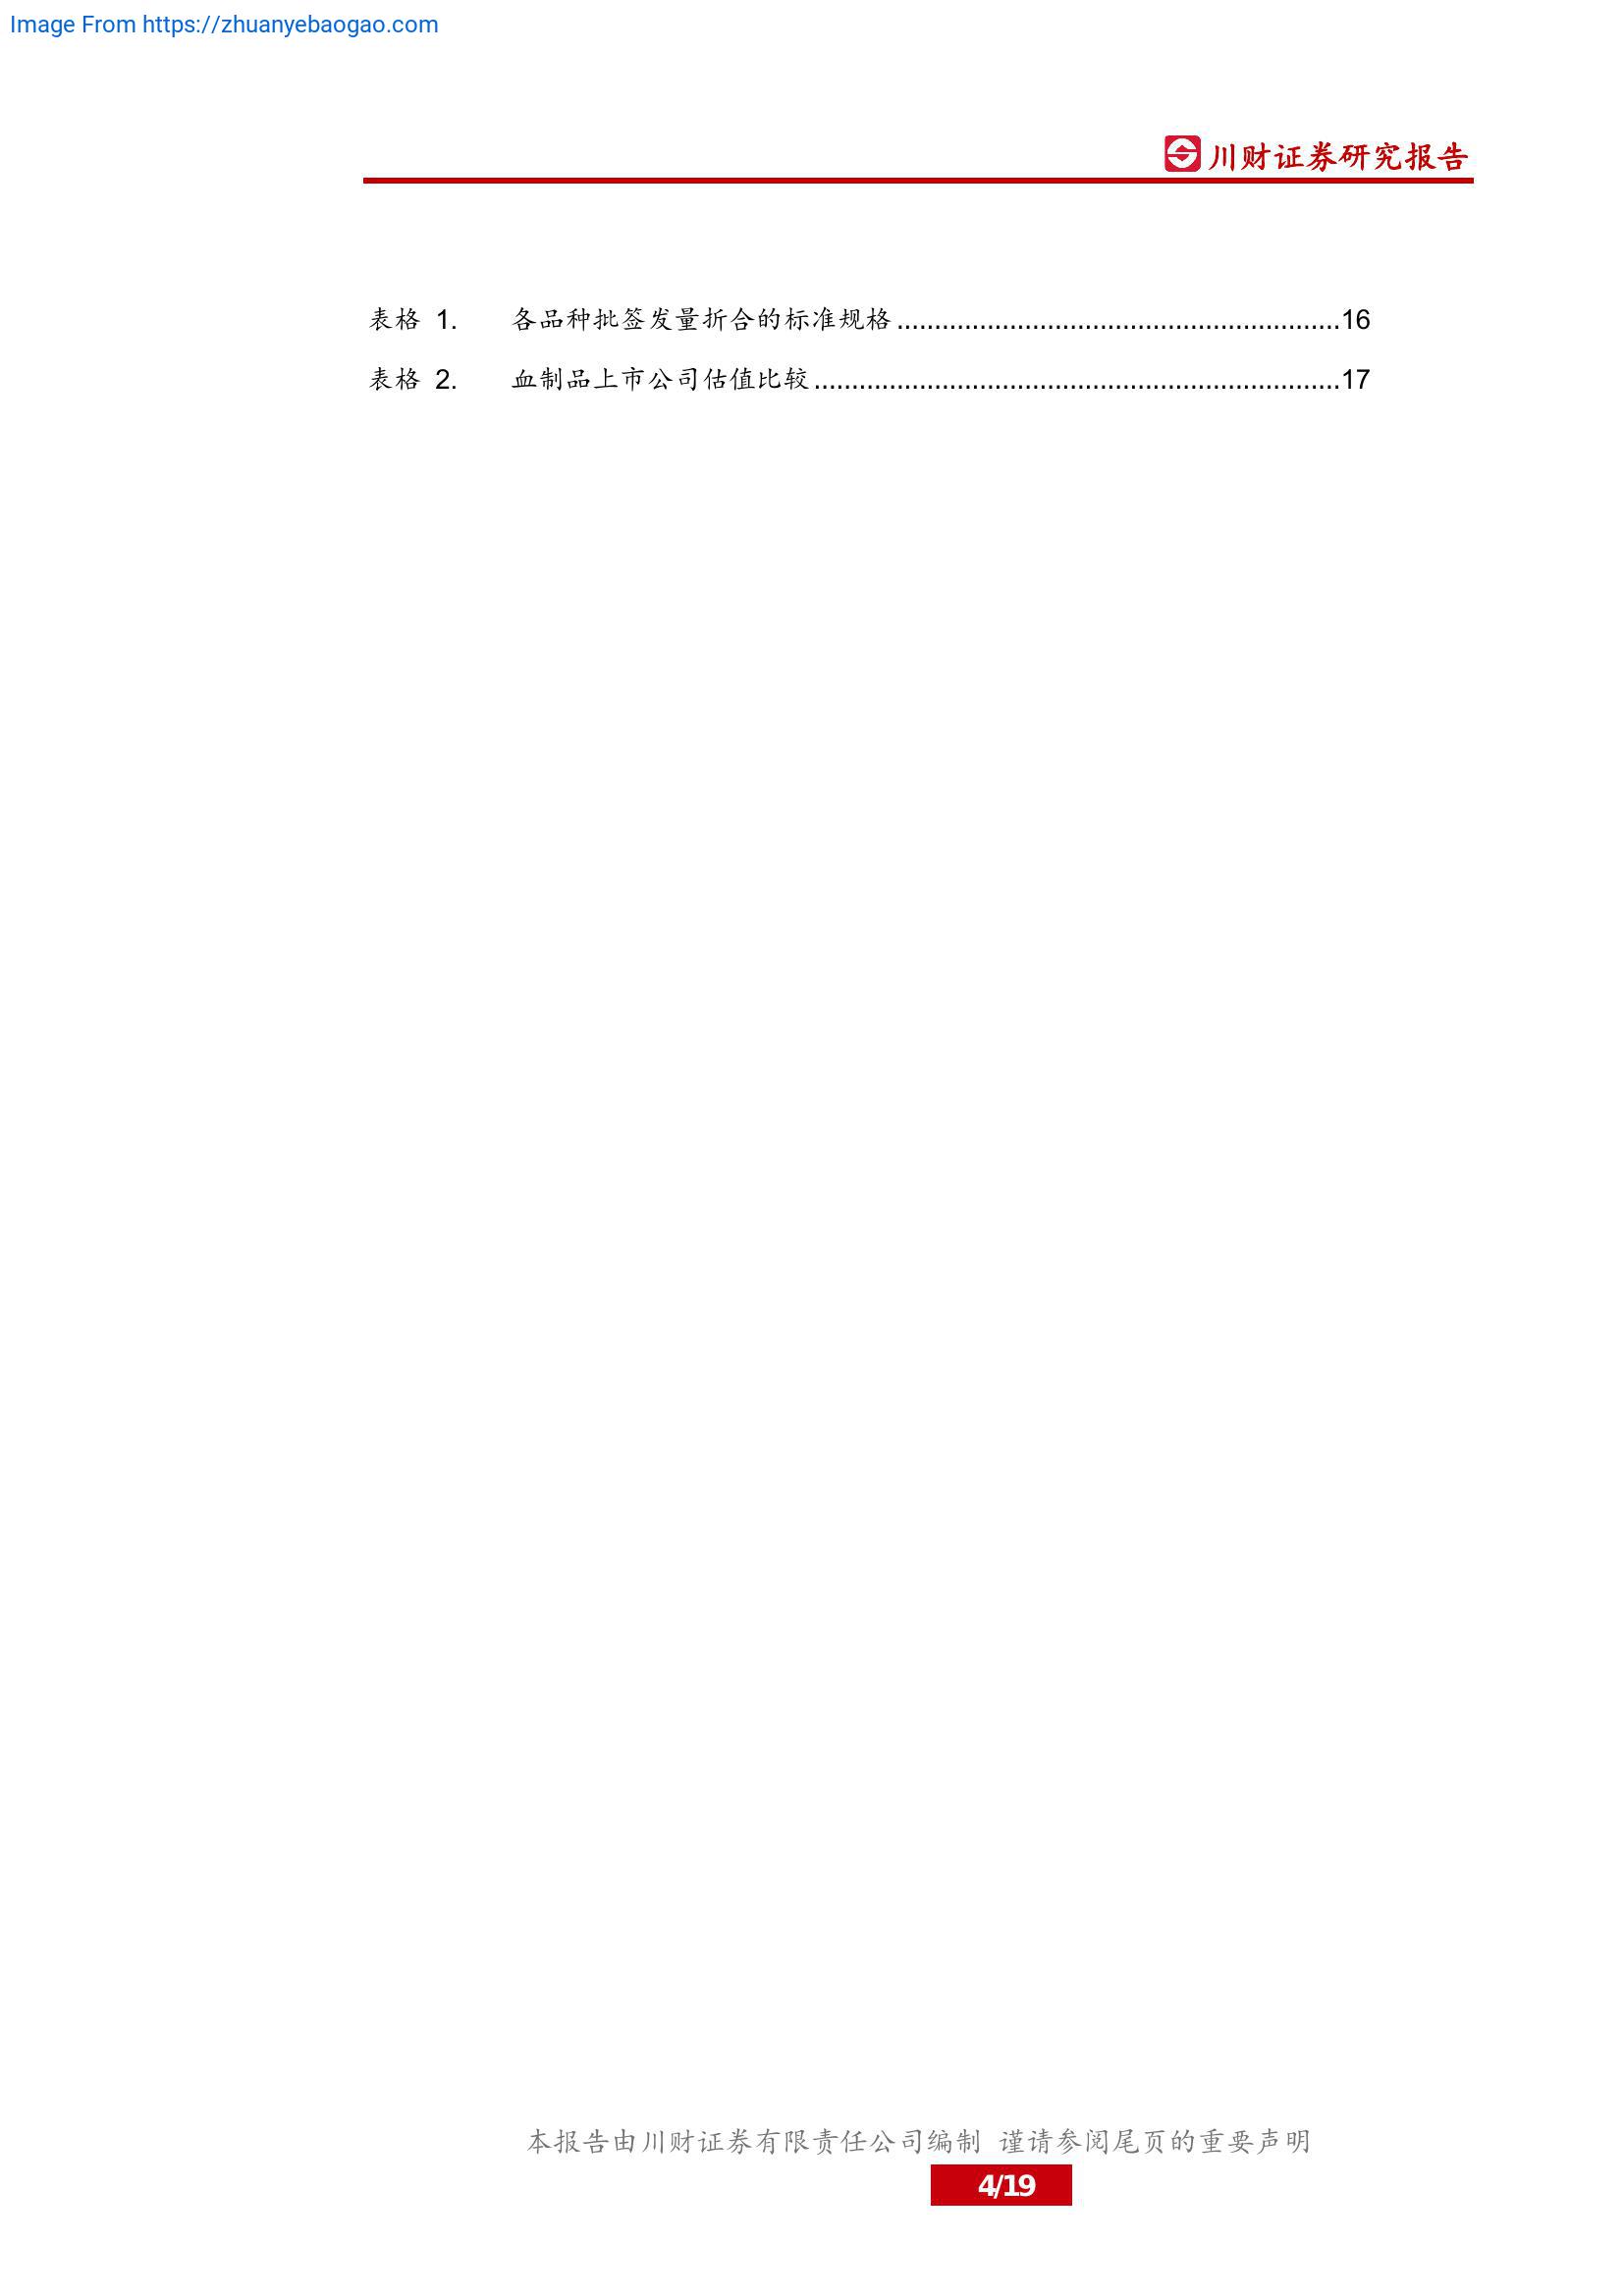 Image From https://zhuanyebaogao.com
川财证券研究报告
表格 1. 各品种批签发量折合的标准规格...........................................................16
表格 2. 血制品上市公司估值比较......................................................................17
本报告由川财证券有限责任公司编制 谨请参阅尾页的重要声明
4/19